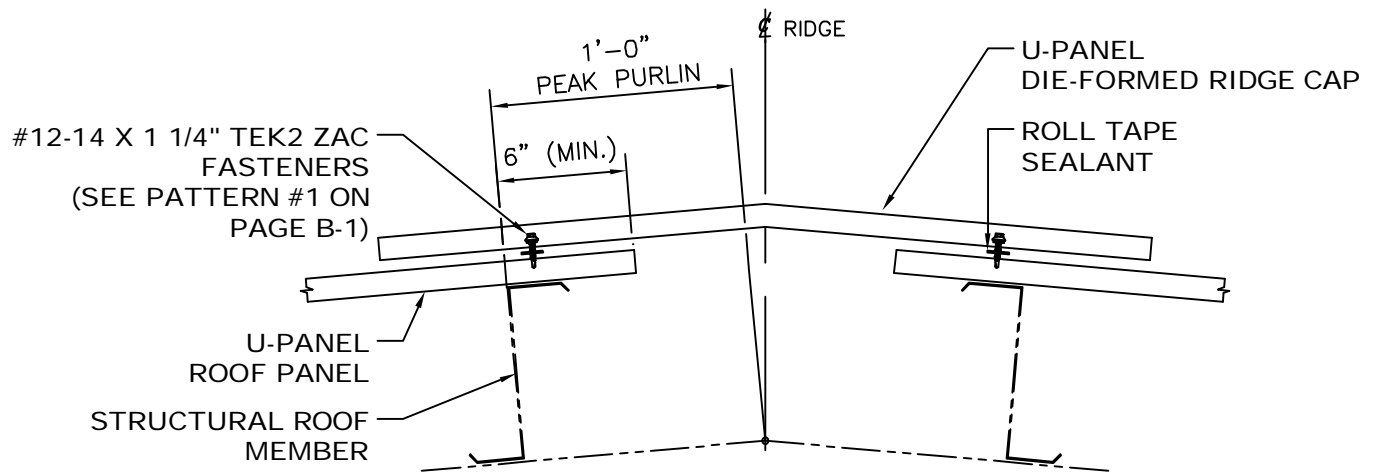 ℄ RIDGE
1'-0"
PEAK PURLIN
6" (MIN.)
#12-14 X 1 1/4" TEK2 ZAC
FASTENERS
(SEE PATTERN #1 ON
PAGE B-1)
U-PANEL
DIE-FORMED RIDGE CAP
ROLL TAPE
SEALANT
U-PANEL
ROOF PANEL
STRUCTURAL ROOF
MEMBER